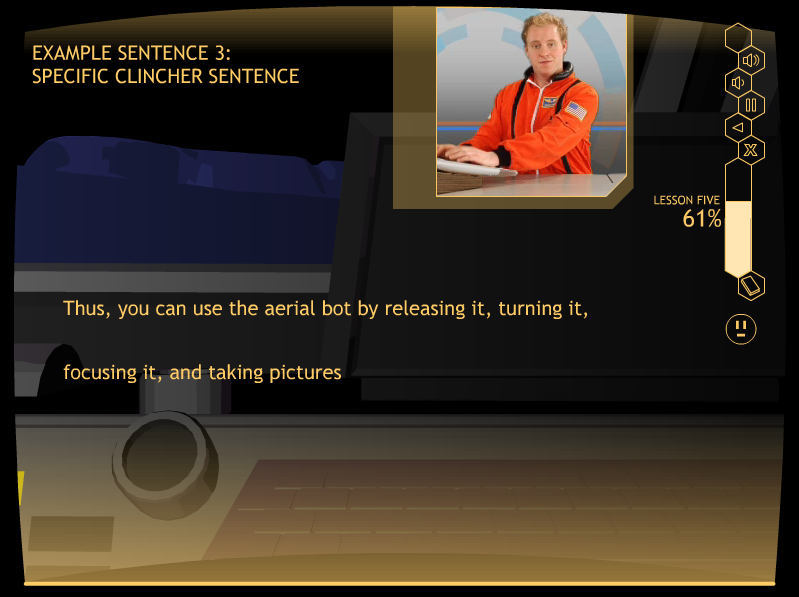 EXAMPLE SENTENCE 3:
SPECIFIC CLINCHER SENTENCE
LESSON FIVE
61%
Thus, you can use the aerial bot by releasing it, turning it,
focusing it, and taking pictures